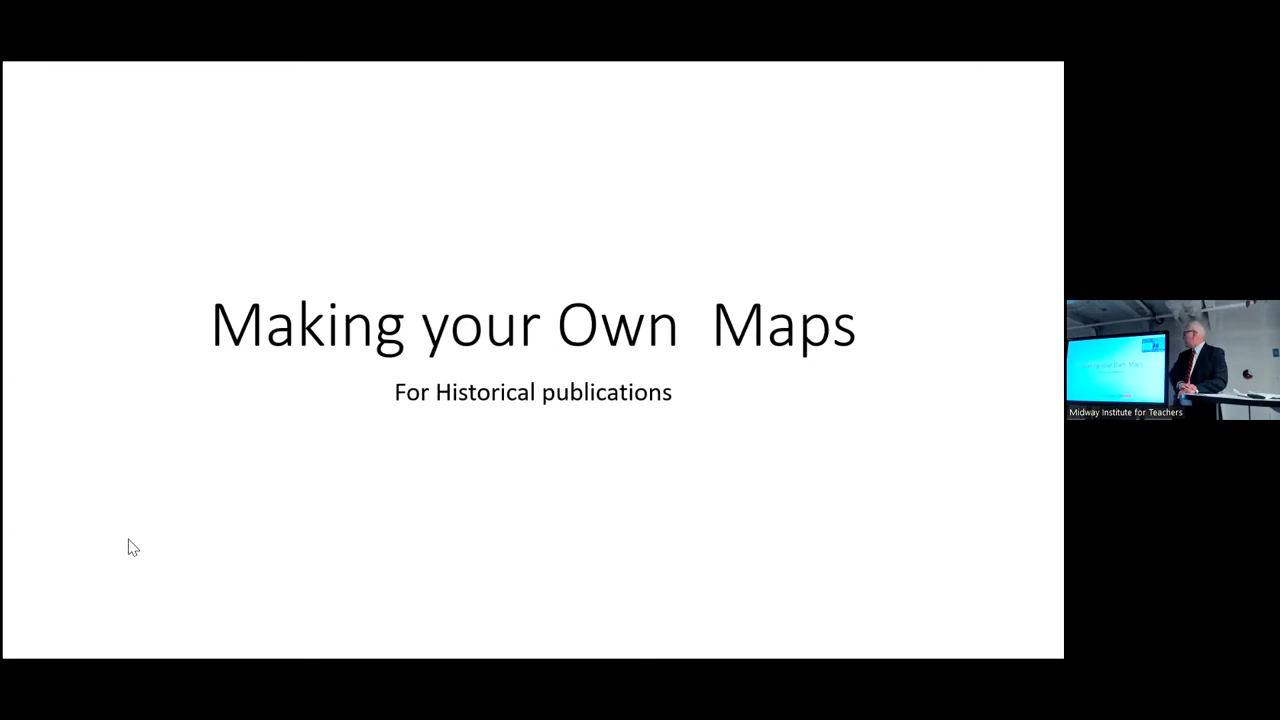 Making your Own  Maps
For Historical publications
Midway Institute for Teachers